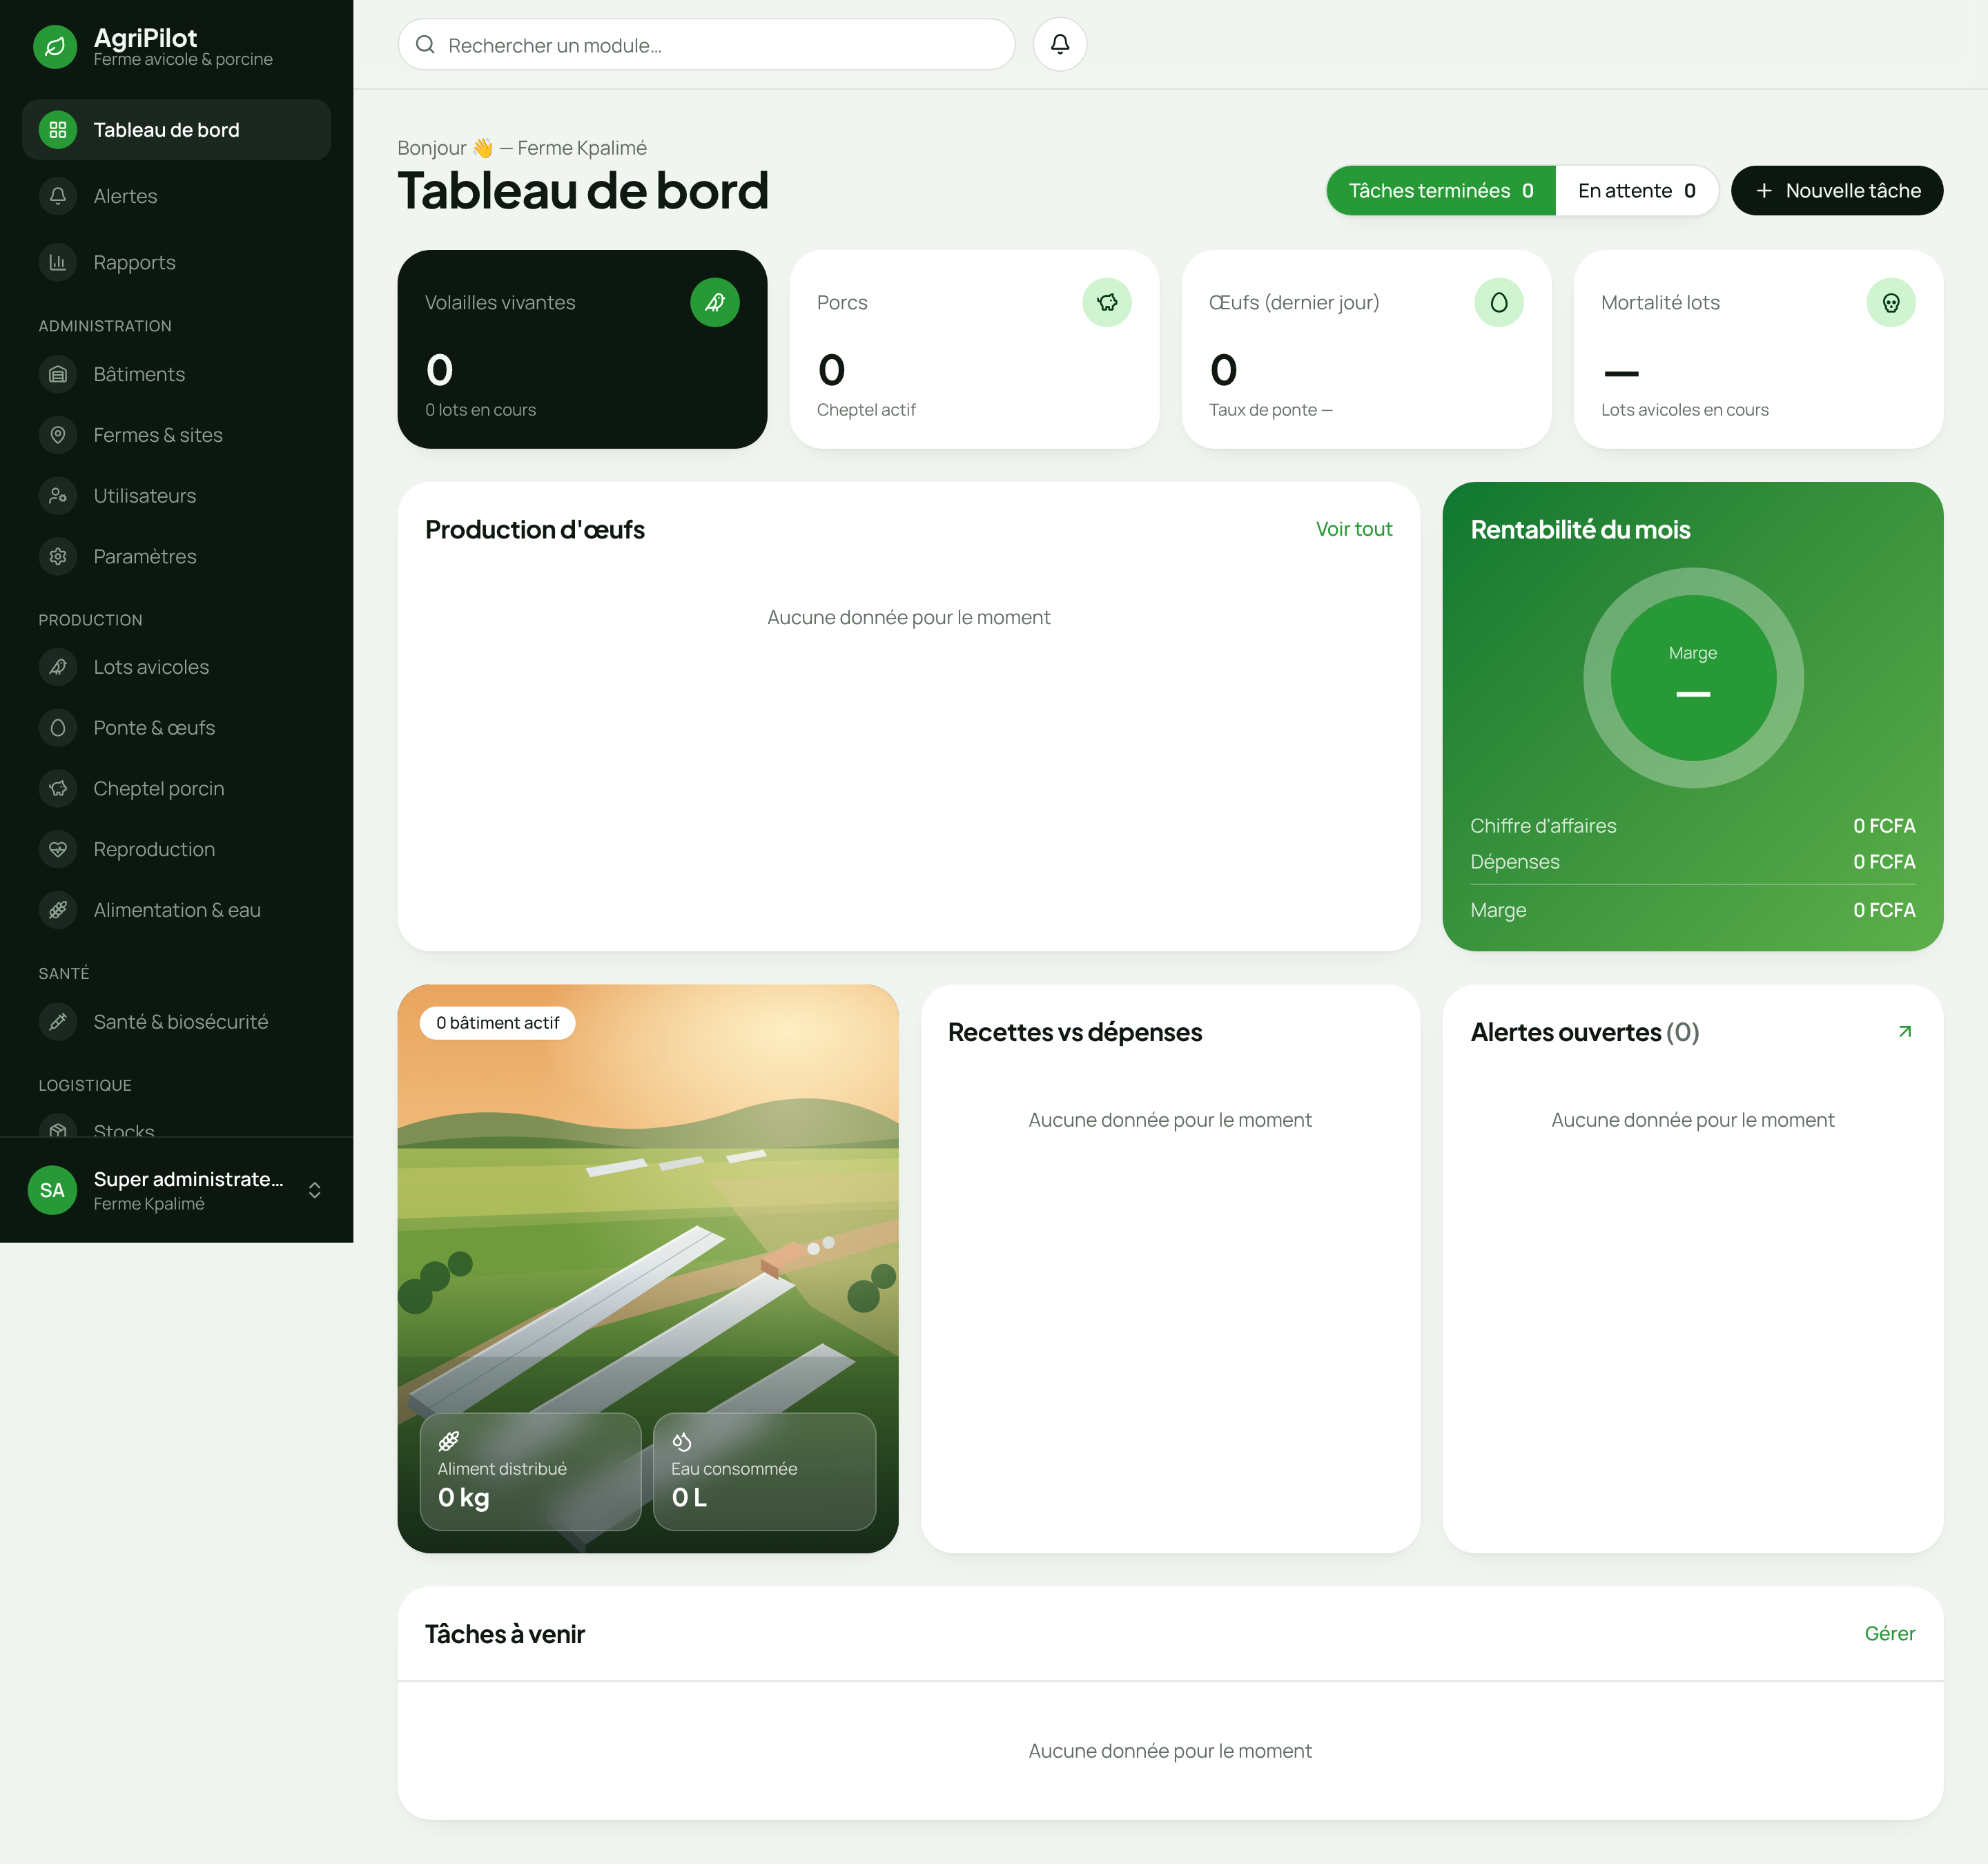 AgriPilot
Ferme avicole & porcine
Tableau de bord
Alertes
Rapports
ADMINISTRATION
Bâtiments
Fermes & sites
Utilisateurs
Paramètres
PRODUCTION
Lots avicoles
Ponte & œufs
Cheptel porcin
Reproduction
Alimentation & eau
SANTÉ
Santé & biosécurité
LOGISTIQUE
Stocks
SA
Super administrate...
Ferme Kpalimé
Rechercher un module...
Bonjour 👋 — Ferme Kpalimé
Tableau de bord
Tâches terminées 0
En attente 0
+ Nouvelle tâche
Volailles vivantes
0
0 lots en cours
Porcs
0
Cheptel actif
Œufs (dernier jour)
0
Taux de ponte —
Mortalité lots
—
Lots avicoles en cours
Production d'œufs
Voir tout
Aucune donnée pour le moment
Rentabilité du mois
Marge
—
Chiffre d'affaires 0 FCFA
Dépenses 0 FCFA
Marge 0 FCFA
0 bâtiment actif
Aliment distribué
0 kg
Eau consommée
0 L
Recettes vs dépenses
Aucune donnée pour le moment
Alertes ouvertes (0)
Aucune donnée pour le moment
Tâches à venir
Gérer
Aucune donnée pour le moment